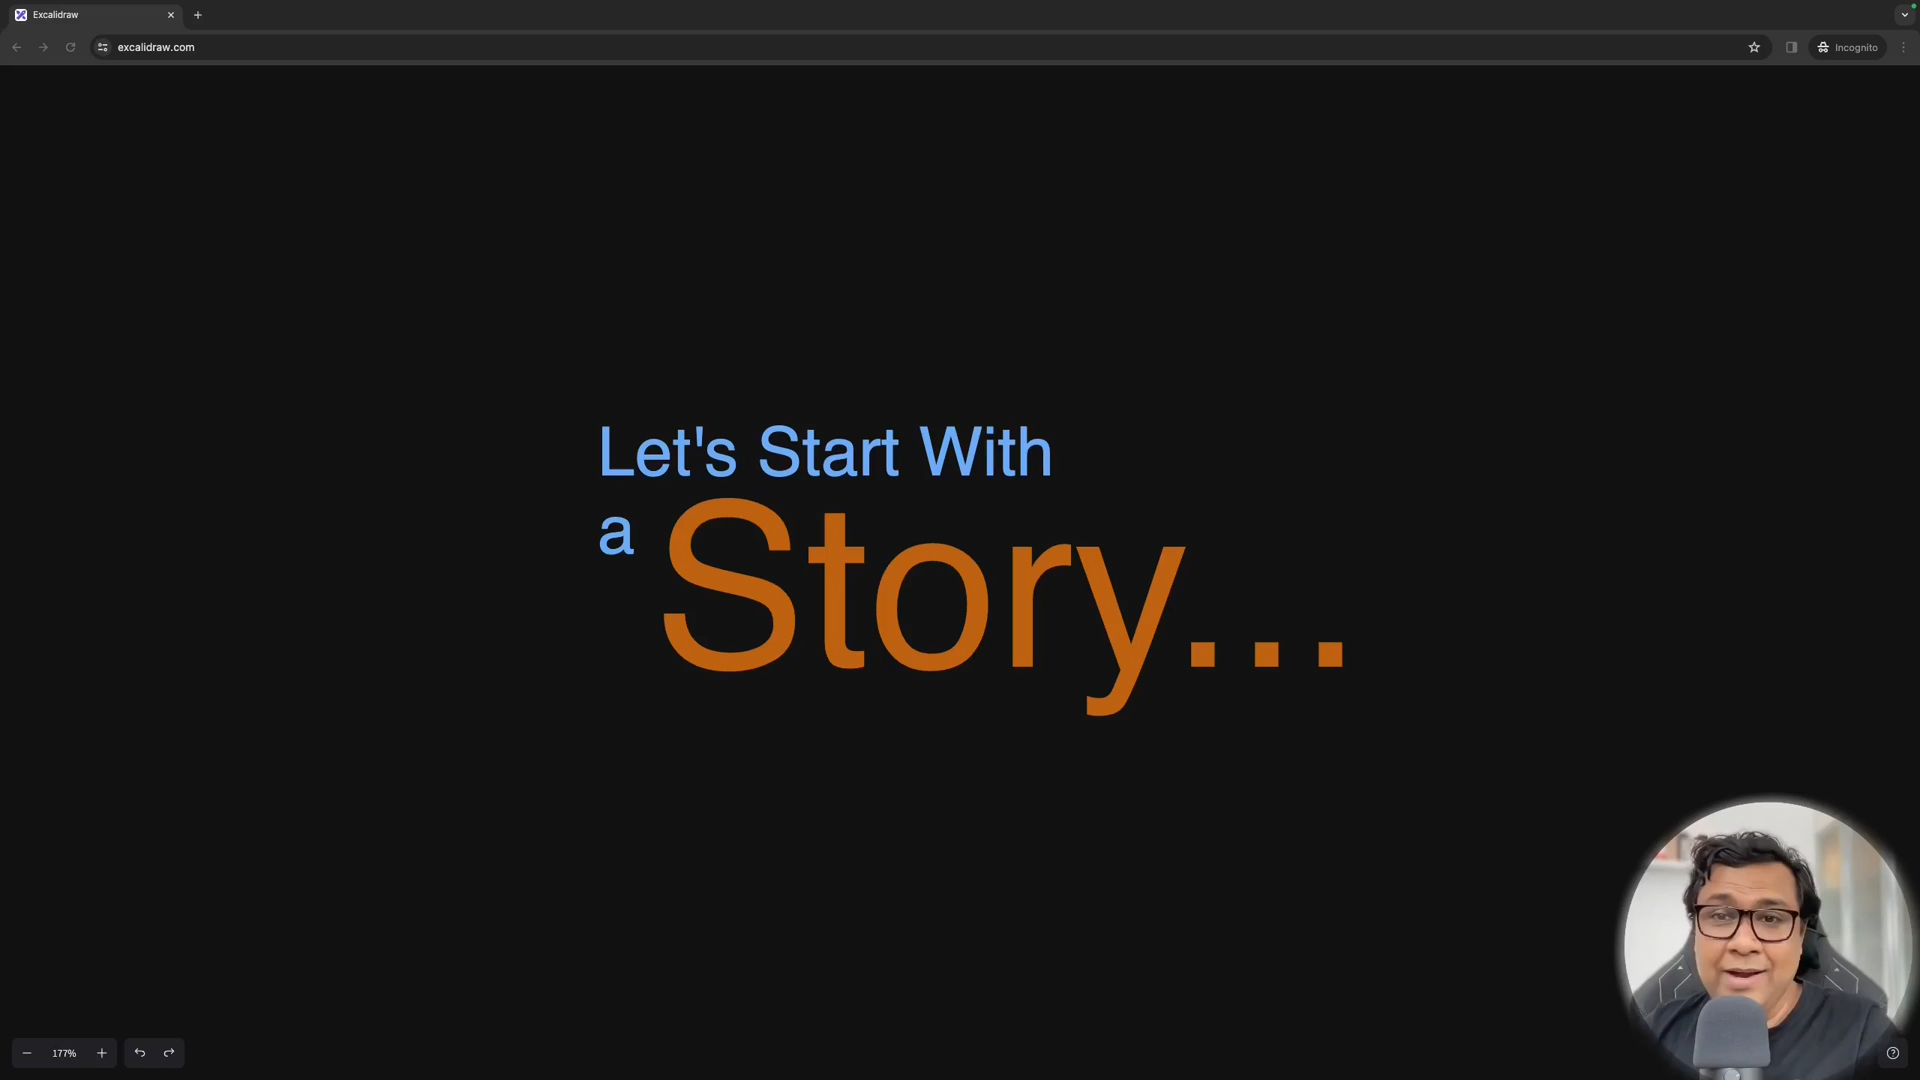 Excalidraw
excalidraw.com
Incognito
Let's Start With
a Story...
177%